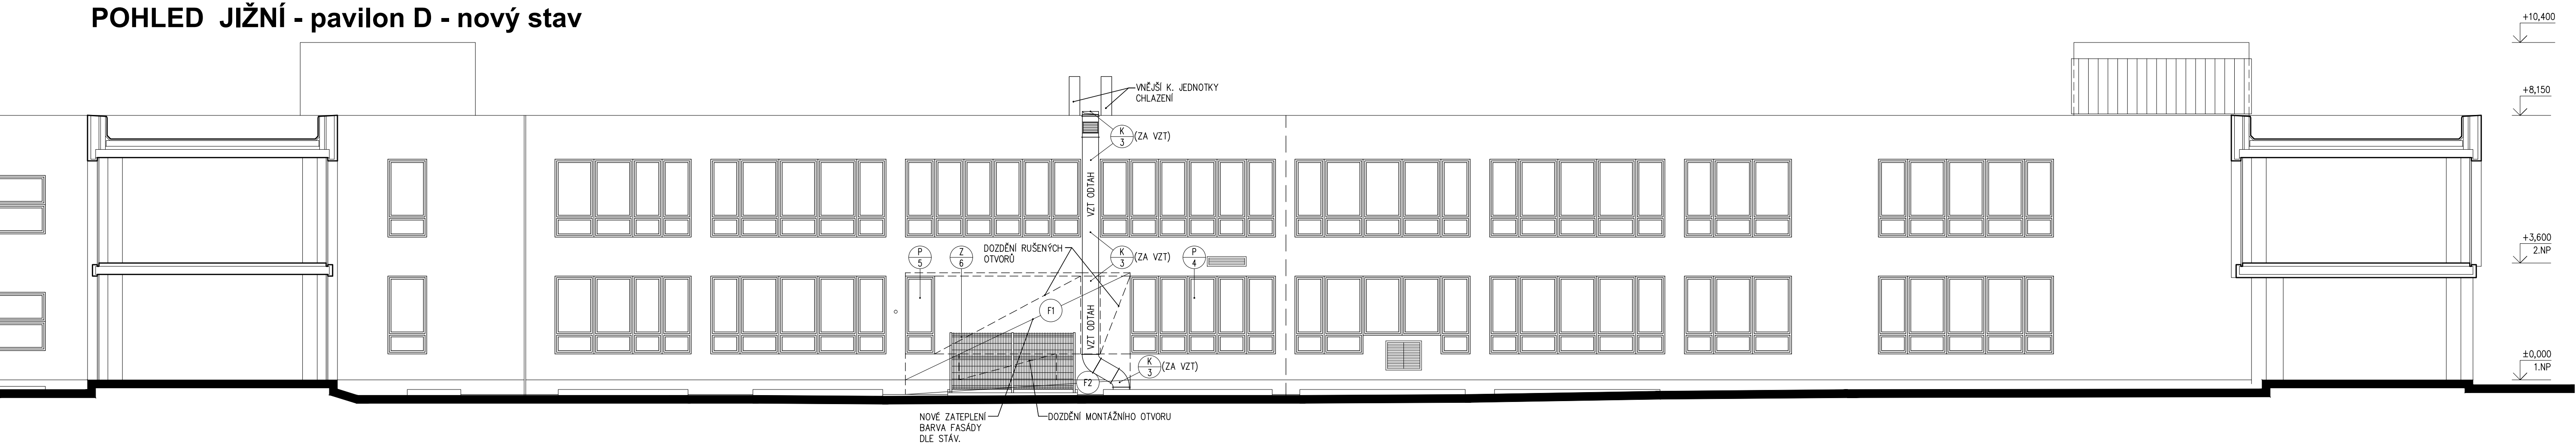 POHLED JIŽNÍ - pavilon D - nový stav
+10,400
VNĚJŠÍ K. JEDNOTKY
CHLAZENÍ
+8,150
K
3
(ZA VZT)
VZT ODTAH
P
5
Z
6
DOZDĚNÍ RUŠENÝCH
OTVORŮ
K
3
(ZA VZT)
P
4
+3,600
2.NP
F1
VZT ODTAH
±0,000
1.NP
K
3
(ZA VZT)
F2
NOVÉ ZATEPLENÍ
BARVA FASÁDY
DLE STÁV.
DOZDĚNÍ MONTÁŽNÍHO OTVORU